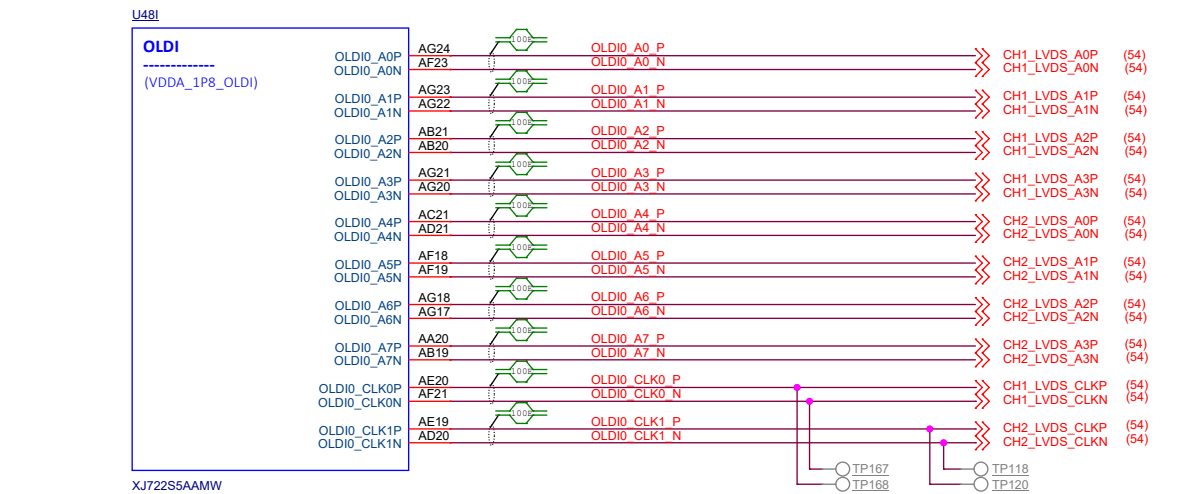 U48I
OLDI
-------------
(VDDA_1P8_OLDI)
OLDI0_A0P AG24 100E OLDI0_A0_P CH1_LVDS_A0P (54)
OLDI0_A0N AF23 OLDI0_A0_N CH1_LVDS_A0N (54)
OLDI0_A1P AG23 100E OLDI0_A1_P CH1_LVDS_A1P (54)
OLDI0_A1N AG22 OLDI0_A1_N CH1_LVDS_A1N (54)
OLDI0_A2P AB21 100E OLDI0_A2_P CH1_LVDS_A2P (54)
OLDI0_A2N AB20 OLDI0_A2_N CH1_LVDS_A2N (54)
OLDI0_A3P AG21 100E OLDI0_A3_P CH1_LVDS_A3P (54)
OLDI0_A3N AG20 OLDI0_A3_N CH1_LVDS_A3N (54)
OLDI0_A4P AC21 100E OLDI0_A4_P CH2_LVDS_A0P (54)
OLDI0_A4N AD21 OLDI0_A4_N CH2_LVDS_A0N (54)
OLDI0_A5P AF18 100E OLDI0_A5_P CH2_LVDS_A1P (54)
OLDI0_A5N AF19 OLDI0_A5_N CH2_LVDS_A1N (54)
OLDI0_A6P AG18 100E OLDI0_A6_P CH2_LVDS_A2P (54)
OLDI0_A6N AG17 OLDI0_A6_N CH2_LVDS_A2N (54)
OLDI0_A7P AA20 100E OLDI0_A7_P CH2_LVDS_A3P (54)
OLDI0_A7N AB19 OLDI0_A7_N CH2_LVDS_A3N (54)
OLDI0_CLK0P AE20 100E OLDI0_CLK0_P CH1_LVDS_CLKP (54)
OLDI0_CLK0N AF21 OLDI0_CLK0_N CH1_LVDS_CLKN (54)
OLDI0_CLK1P AE19 100E OLDI0_CLK1_P CH2_LVDS_CLKP (54)
OLDI0_CLK1N AD20 OLDI0_CLK1_N CH2_LVDS_CLKN (54)
TP167 TP118
TP168 TP120
XJ722S5AAMW